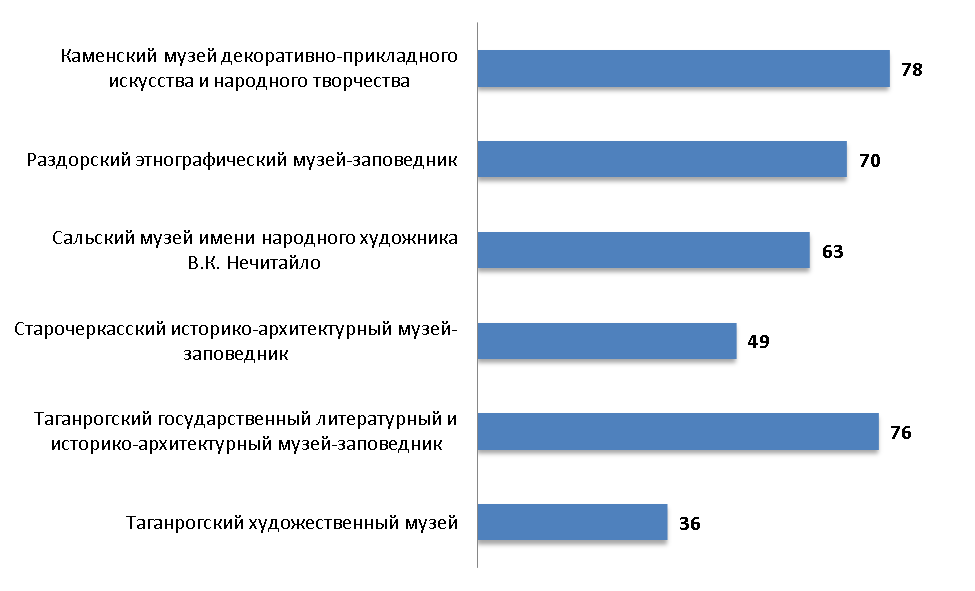 Каменский музей декоративно-прикладного
искусства и народного творчества
78
Раздорский этнографический музей-заповедник
70
Сальский музей имени народного художника
В.К. Нечитайло
63
Старочеркасский историко-архитектурный музей-
заповедник
49
Таганрогский государственный литературный и
историко-архитектурный музей-заповедник
76
Таганрогский художественный музей
36